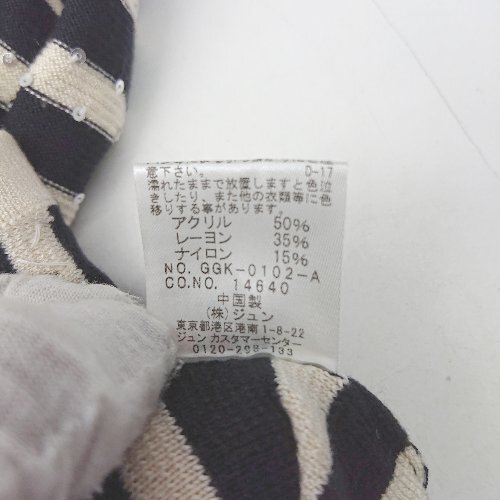 意下さい。 D-17
濡れたままで放置しますと色泣
きしたり、また他の衣類等に色
移りする事があります。
アクリル 50%
レーヨン 35%
ナイロン 15%
NO. GGK-0102-A
CO.NO. 14640
中国製
(株)ジュン
東京都港区港南1-8-22
ジュン カスタマーセンター
0120-298-133